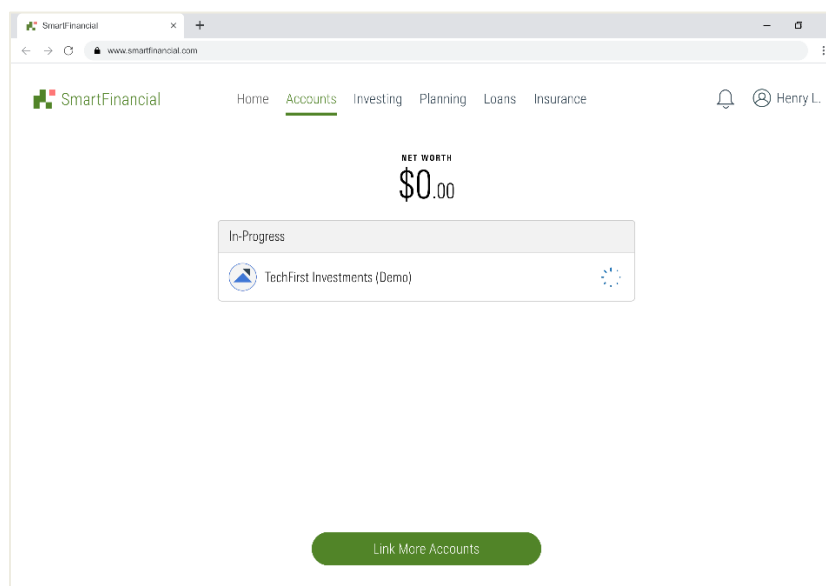 SmartFinancial
www.smartfinancial.com
SmartFinancial Home Accounts Investing Planning Loans Insurance Henry L.
NET WORTH
$0.00
In-Progress
TechFirst Investments (Demo)
Link More Accounts